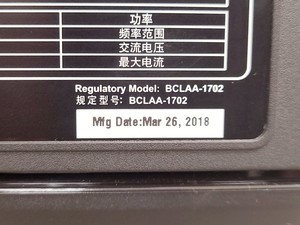 功率
频率范围
交流电压
最大电流
Regulatory Model: BCLAA-1702
规定型号: BCLAA-1702
Mfg Date:Mar 26, 2018